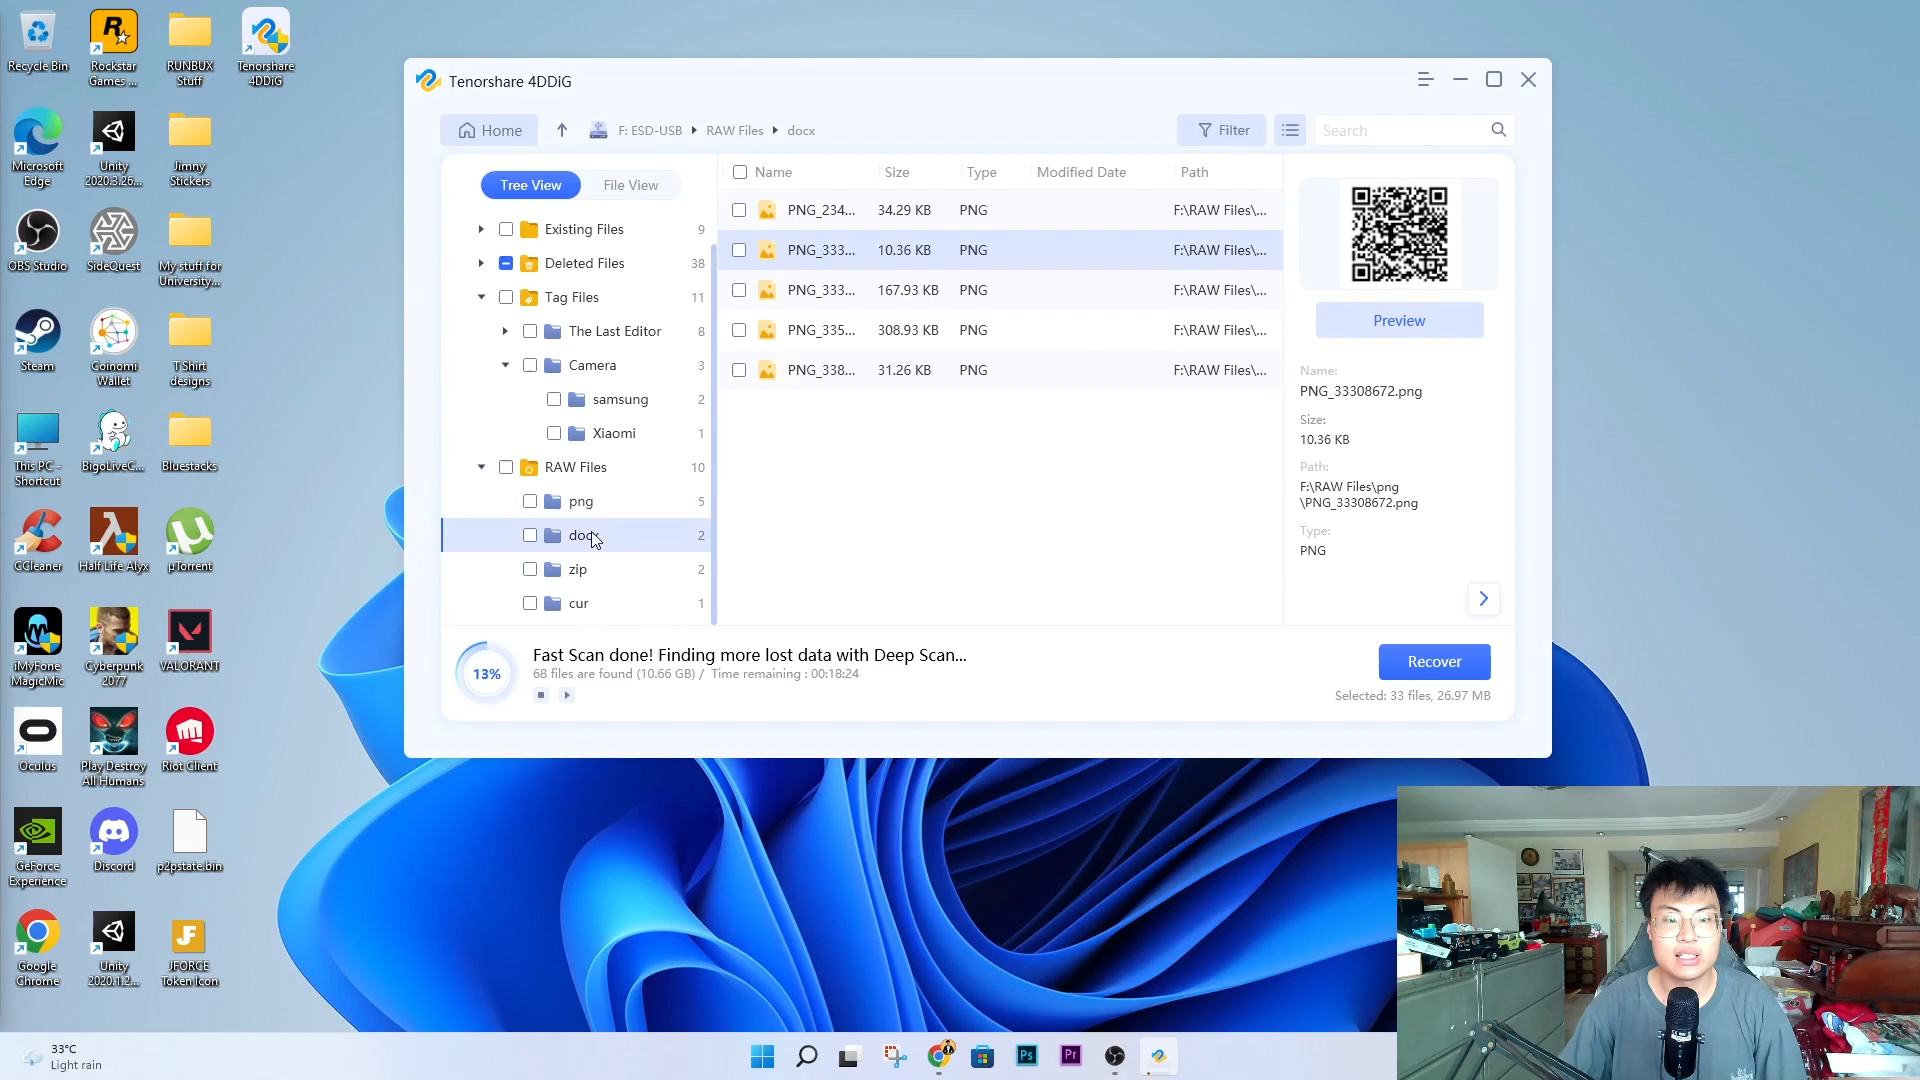 Recycle Bin
Rockstar
Games ...
RUNBUX
Stuff
Tenorshare
4DDiG
Microsoft
Edge
Unity
2020.3.26...
Jimny
Stickers
OBS Studio
SideQuest
My stuff for
University...
Steam
Coinomi
Wallet
T Shirt
designs
This PC -
Shortcut
BigoLiveC...
Bluestacks
CCleaner
Half Life Alyx
µTorrent
iMyFone
MagicMic
Cyberpunk
2077
VALORANT
Oculus
Play Destroy
All Humans
Riot Client
GeForce
Experience
Discord
p2pstate.bin
Google
Chrome
Unity
2020.1.2...
JFORCE
Token Icon
Tenorshare 4DDiG
Home
F: ESD-USB
RAW Files
docx
Filter
Search
Tree View
File View
Existing Files 9
Deleted Files 38
Tag Files 11
The Last Editor 8
Camera 3
samsung 2
Xiaomi 1
RAW Files 10
png 5
docx 2
zip 2
cur 1
Name Size Type Modified Date Path
PNG_234... 34.29 KB PNG F:\RAW Files\...
PNG_333... 10.36 KB PNG F:\RAW Files\...
PNG_333... 167.93 KB PNG F:\RAW Files\...
PNG_335... 308.93 KB PNG F:\RAW Files\...
PNG_338... 31.26 KB PNG F:\RAW Files\...
Preview
Name:
PNG_33308672.png
Size:
10.36 KB
Path:
F:\RAW Files\png
\PNG_33308672.png
Type:
PNG
13%
Fast Scan done! Finding more lost data with Deep Scan...
68 files are found (10.66 GB) / Time remaining : 00:18:24
Recover
Selected: 33 files, 26.97 MB
33°C
Light rain
Ps
Pr